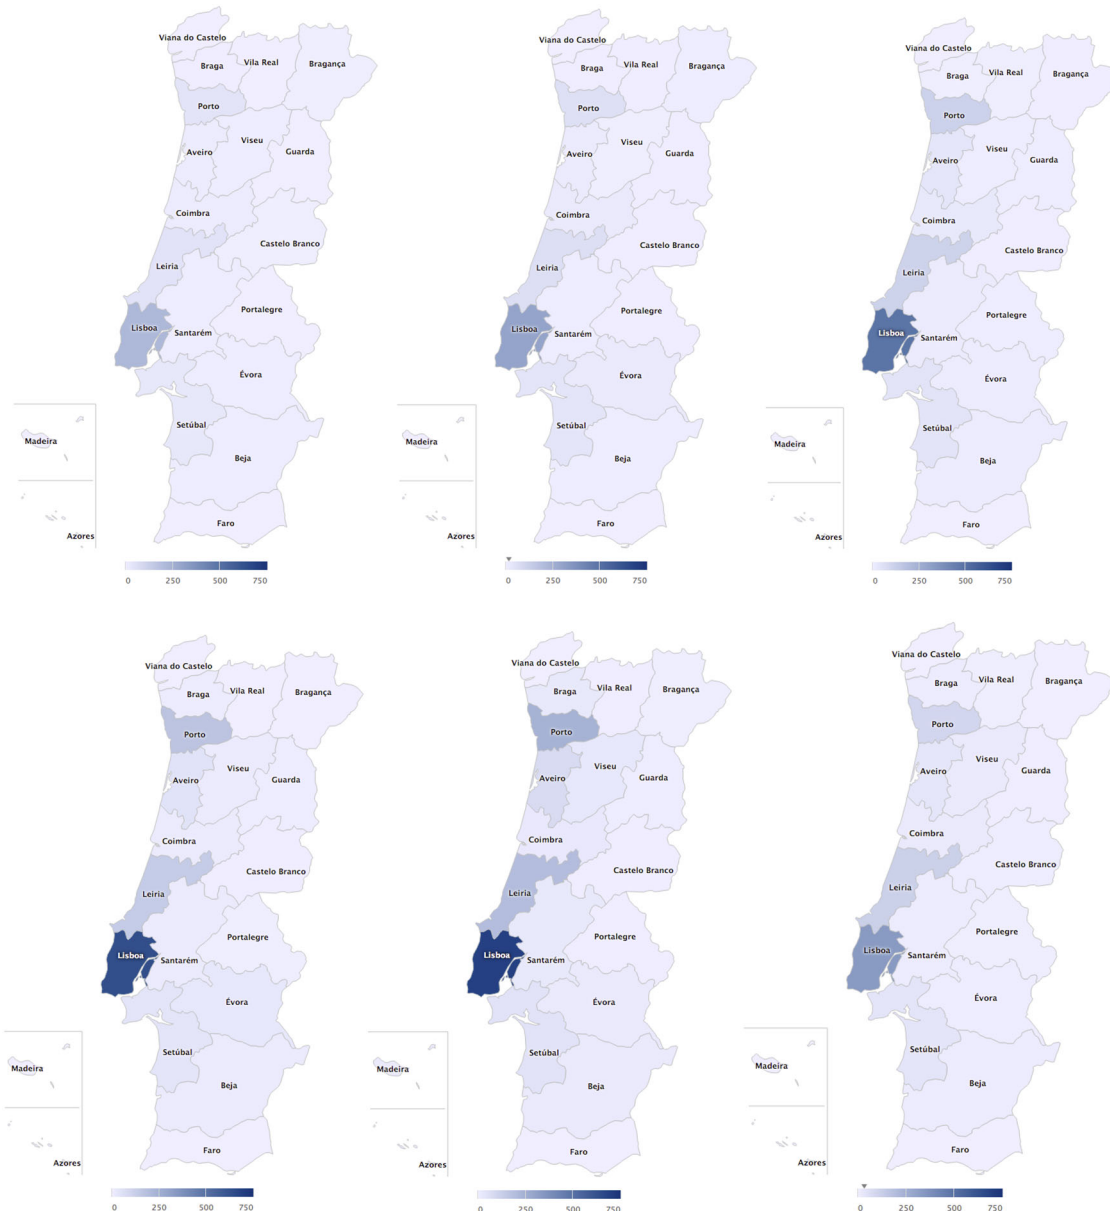 Viana do Castelo
Braga
Vila Real
Bragança
Porto
Aveiro
Viseu
Guarda
Coimbra
Castelo Branco
Leiria
Portalegre
Lisboa
Santarém
Évora
Setúbal
Madeira
Beja
Faro
Azores
0 250 500 750
Viana do Castelo
Braga
Vila Real
Bragança
Porto
Aveiro
Viseu
Guarda
Coimbra
Castelo Branco
Leiria
Portalegre
Lisboa
Santarém
Évora
Setúbal
Madeira
Beja
Faro
Azores
0 250 500 750
Viana do Castelo
Braga
Vila Real
Bragança
Porto
Aveiro
Viseu
Guarda
Coimbra
Castelo Branco
Leiria
Portalegre
Lisboa
Santarém
Évora
Setúbal
Madeira
Beja
Faro
Azores
0 250 500 750
Viana do Castelo
Braga
Vila Real
Bragança
Porto
Aveiro
Viseu
Guarda
Coimbra
Castelo Branco
Leiria
Portalegre
Lisboa
Santarém
Évora
Setúbal
Madeira
Beja
Faro
Azores
0 250 500 750
Viana do Castelo
Braga
Vila Real
Bragança
Porto
Aveiro
Viseu
Guarda
Coimbra
Castelo Branco
Leiria
Portalegre
Lisboa
Santarém
Évora
Setúbal
Madeira
Beja
Faro
Azores
0 250 500 750
Viana do Castelo
Braga
Vila Real
Bragança
Porto
Aveiro
Viseu
Guarda
Coimbra
Castelo Branco
Leiria
Portalegre
Lisboa
Santarém
Évora
Setúbal
Madeira
Beja
Faro
Azores
0 250 500 750